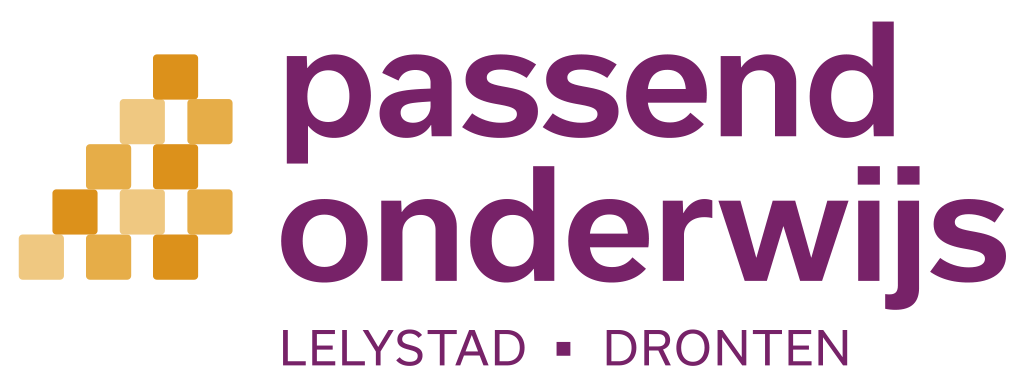 passend
onderwijs
LELYSTAD ▪ DRONTEN